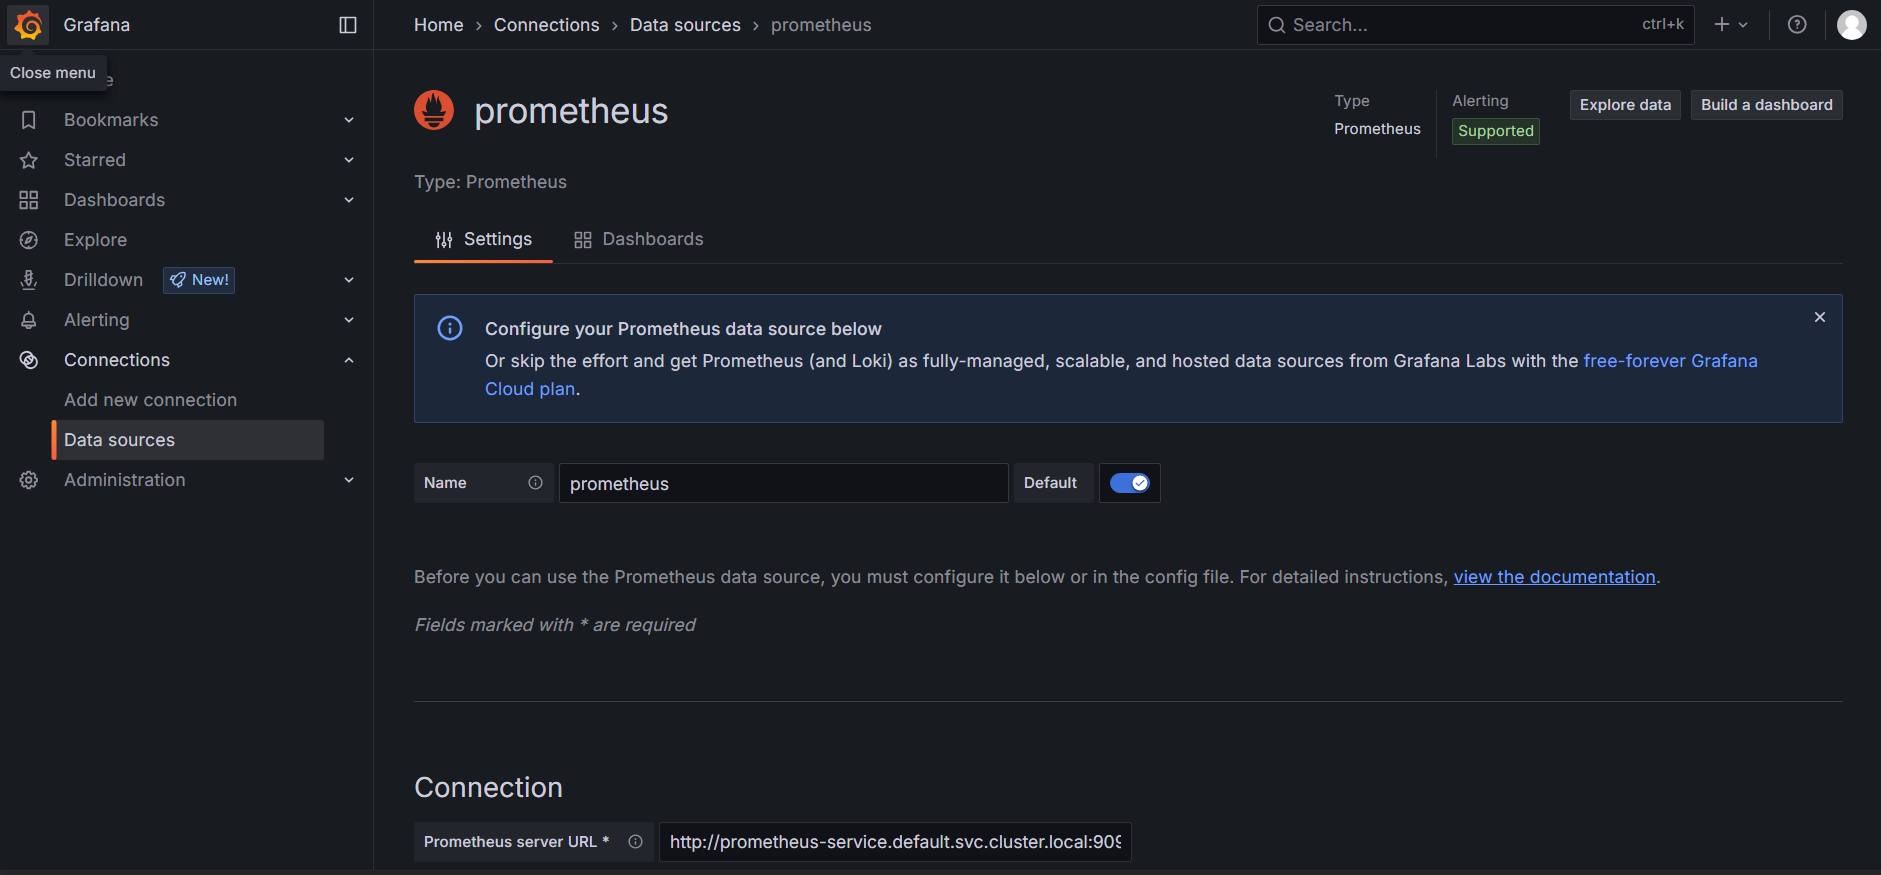 Grafana
Home
Connections
Data sources
prometheus
Search...
ctrl+k
Close menu
Bookmarks
Starred
Dashboards
Explore
Drilldown
New!
Alerting
Connections
Add new connection
Data sources
Administration
prometheus
Type
Prometheus
Alerting
Supported
Explore data
Build a dashboard
Type: Prometheus
Settings
Dashboards
Configure your Prometheus data source below
Or skip the effort and get Prometheus (and Loki) as fully-managed, scalable, and hosted data sources from Grafana Labs with the free-forever Grafana
Cloud plan.
Name
prometheus
Default
Before you can use the Prometheus data source, you must configure it below or in the config file. For detailed instructions, view the documentation.
Fields marked with * are required
Connection
Prometheus server URL *
http://prometheus-service.default.svc.cluster.local:909